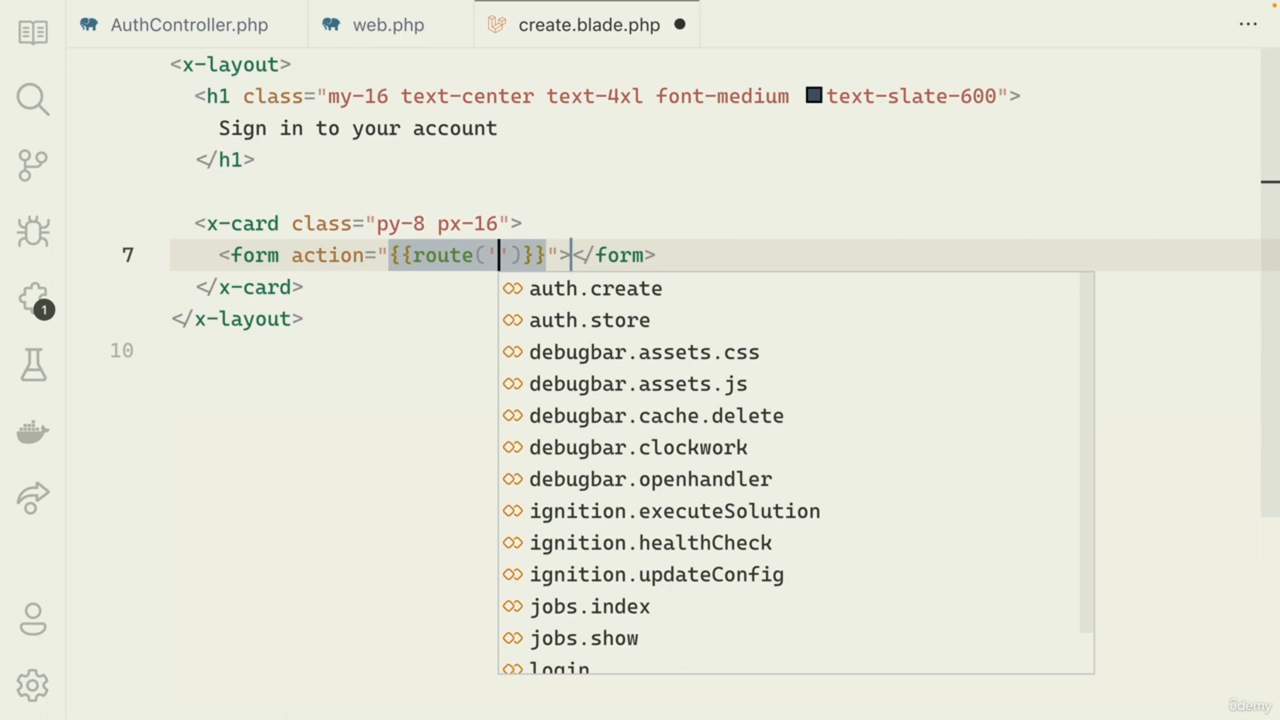 AuthController.php
web.php
create.blade.php
<x-layout>
<h1 class="my-16 text-center text-4xl font-medium text-slate-600">
Sign in to your account
</h1>
<x-card class="py-8 px-16">
7 <form action="{{route('')}}"></form>
</x-card>
</x-layout>
10
auth.create
auth.store
debugbar.assets.css
debugbar.assets.js
debugbar.cache.delete
debugbar.clockwork
debugbar.openhandler
ignition.executeSolution
ignition.healthCheck
ignition.updateConfig
jobs.index
jobs.show
login
1
ûdemy